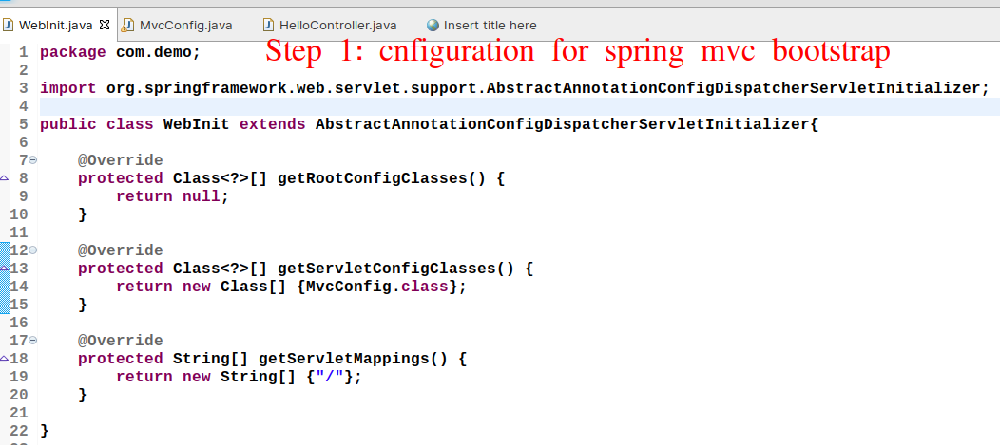 WebInit.java MvcConfig.java HelloController.java Insert title here
Step 1: cnfiguration for spring mvc bootstrap
1 package com.demo;
2
3 import org.springframework.web.servlet.support.AbstractAnnotationConfigDispatcherServletInitializer;
4
5 public class WebInit extends AbstractAnnotationConfigDispatcherServletInitializer{
6
7 @Override
8 protected Class<?>[] getRootConfigClasses() {
9 return null;
10 }
11
12 @Override
13 protected Class<?>[] getServletConfigClasses() {
14 return new Class[] {MvcConfig.class};
15 }
16
17 @Override
18 protected String[] getServletMappings() {
19 return new String[] {"/"};
20 }
21
22 }